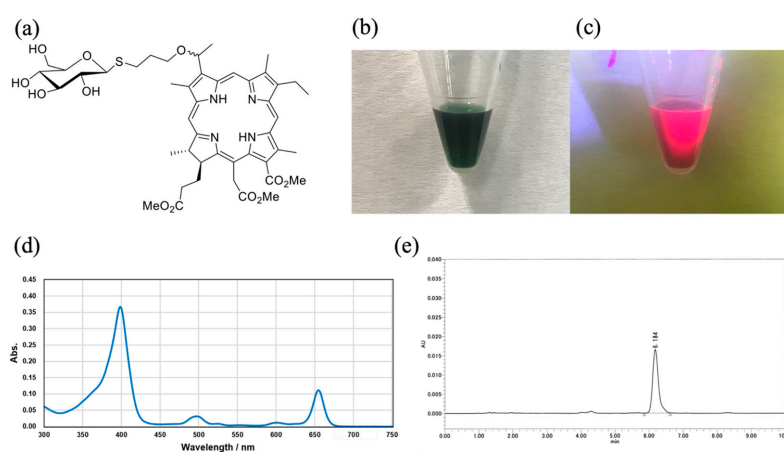 (a)
(b)
(c)
HO
O
S
O
HO
HO
OH
NH
N
N
HN
CO₂Me
MeO₂C
CO₂Me
(d)
(e)
0.45
0.40
0.35
0.30
0.25
0.20
0.15
0.10
0.05
0.00
Abs.
300 350 400 450 500 550 600 650 700 750
Wavelength / nm
0.040
0.035
0.030
0.025
0.020
0.015
0.010
0.005
0.000
AU
6.184
0.00 1.00 2.00 3.00 4.00 5.00 6.00 7.00 8.00 9.00 10.0
min